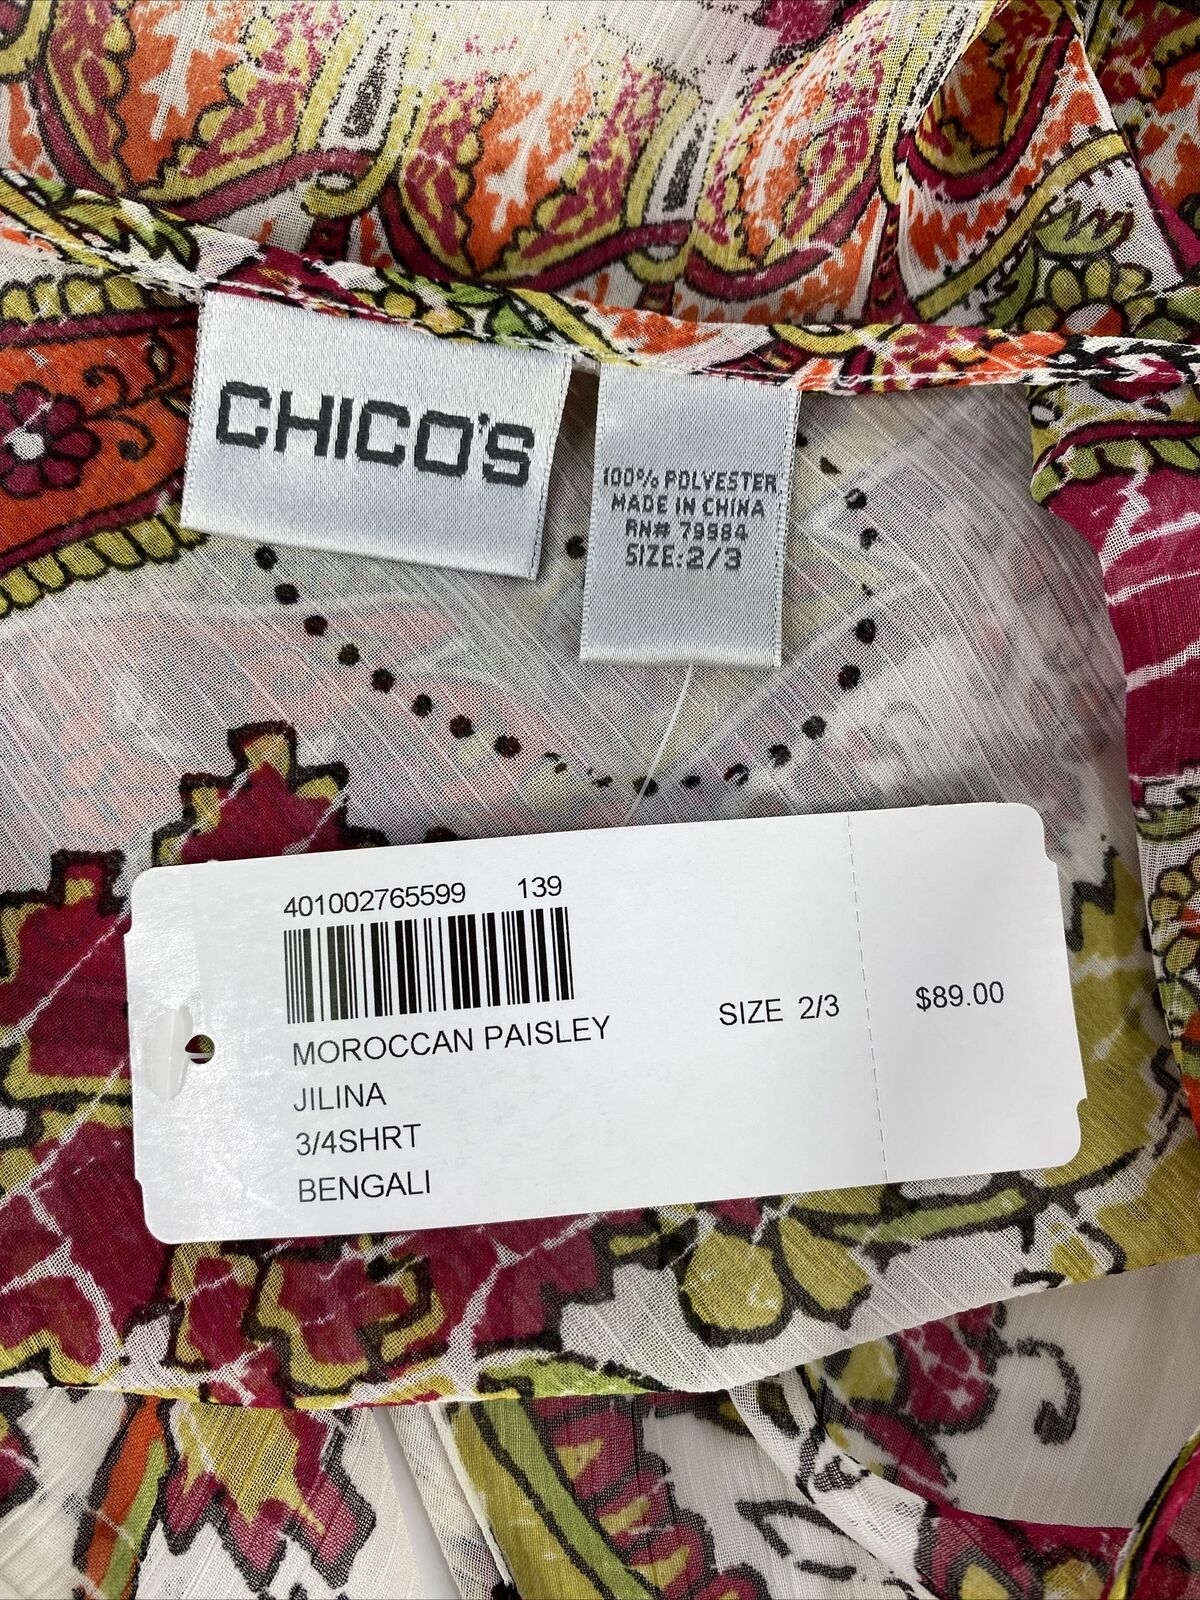 CHICO'S
100% POLYESTER
MADE IN CHINA
RN# 79984
SIZE:2/3
401002765599 139
MOROCCAN PAISLEY
JILINA
3/4SHRT
BENGALI
SIZE 2/3
$89.00